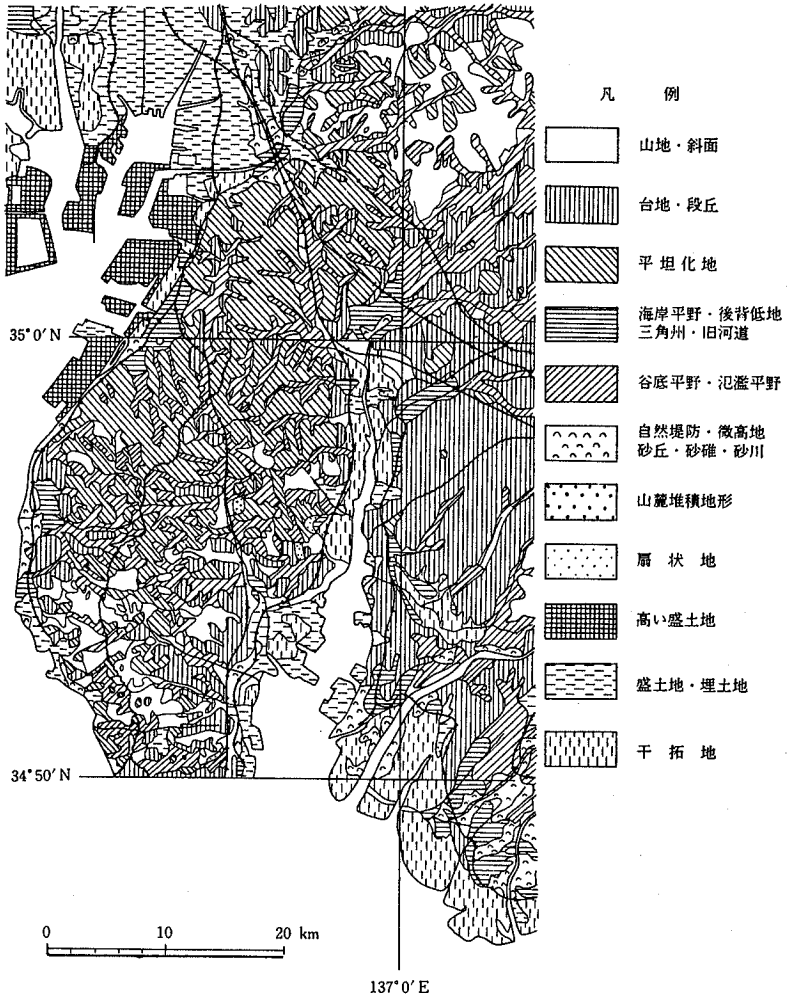 凡 例
山地・斜面
台地・段丘
平坦化地
海岸平野・後背低地
三角州・旧河道
谷底平野・氾濫平野
自然堤防・微高地
砂丘・砂碓・砂川
山麓堆積地形
扇状地
高い盛土地
盛土地・埋土地
干拓地
35°0′N
34°50′N
0 10 20 km
137°0′E